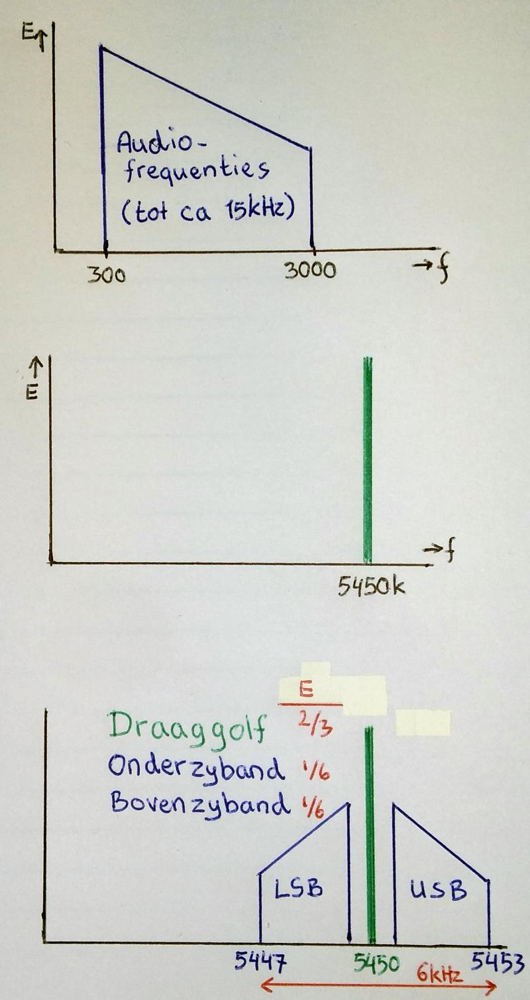 E↑
Audio-
frequenties
(tot ca 15kHz)
300
3000
→f
↑
E
→f
5450k
E
Draaggolf 2/3
Onderzyband 1/6
Bovenzyband 1/6
LSB
USB
5447
5450
5453
6kHz